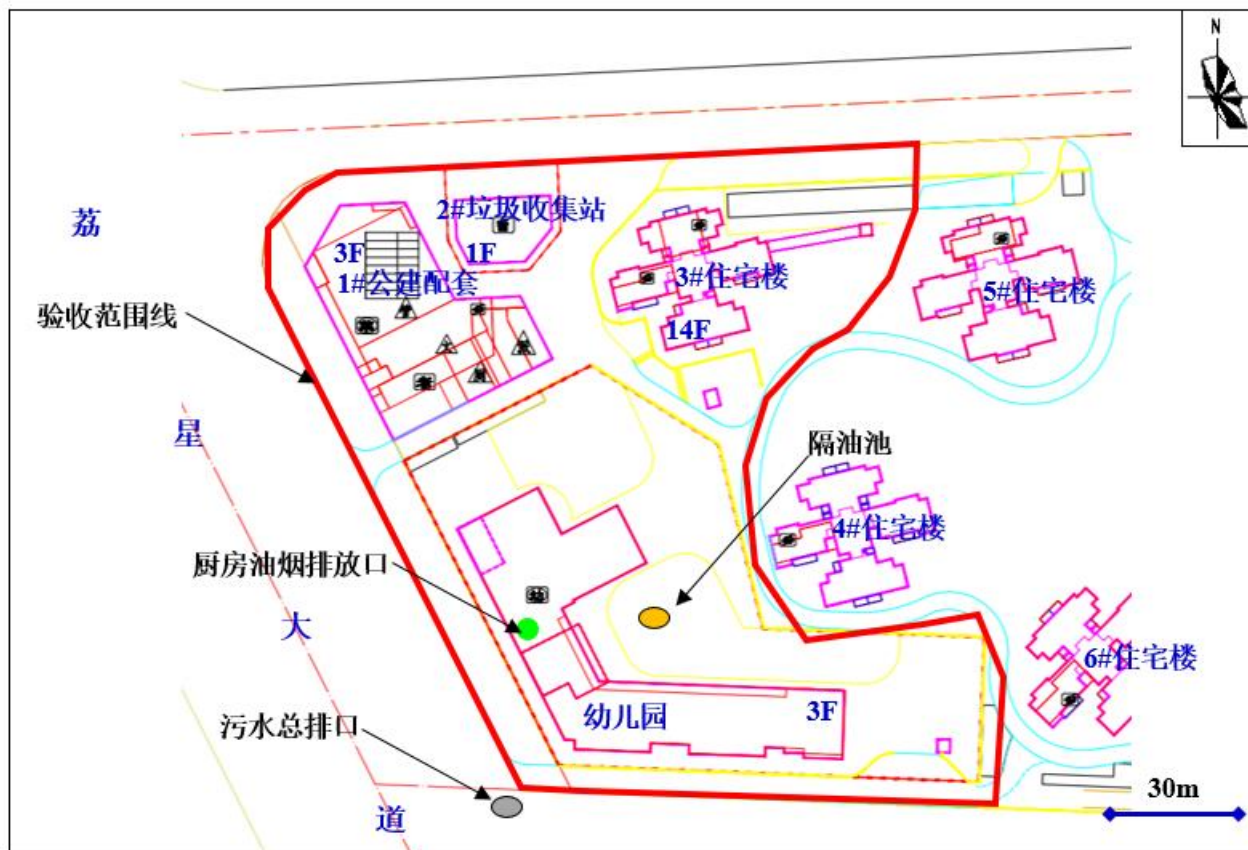 N
荔
星
大
道
2#垃圾收集站
3F
1F
1#公建配套
3#住宅楼
14F
5#住宅楼
验收范围线
隔油池
4#住宅楼
厨房油烟排放口
幼
6#住宅楼
幼儿园
3F
污水总排口
30m